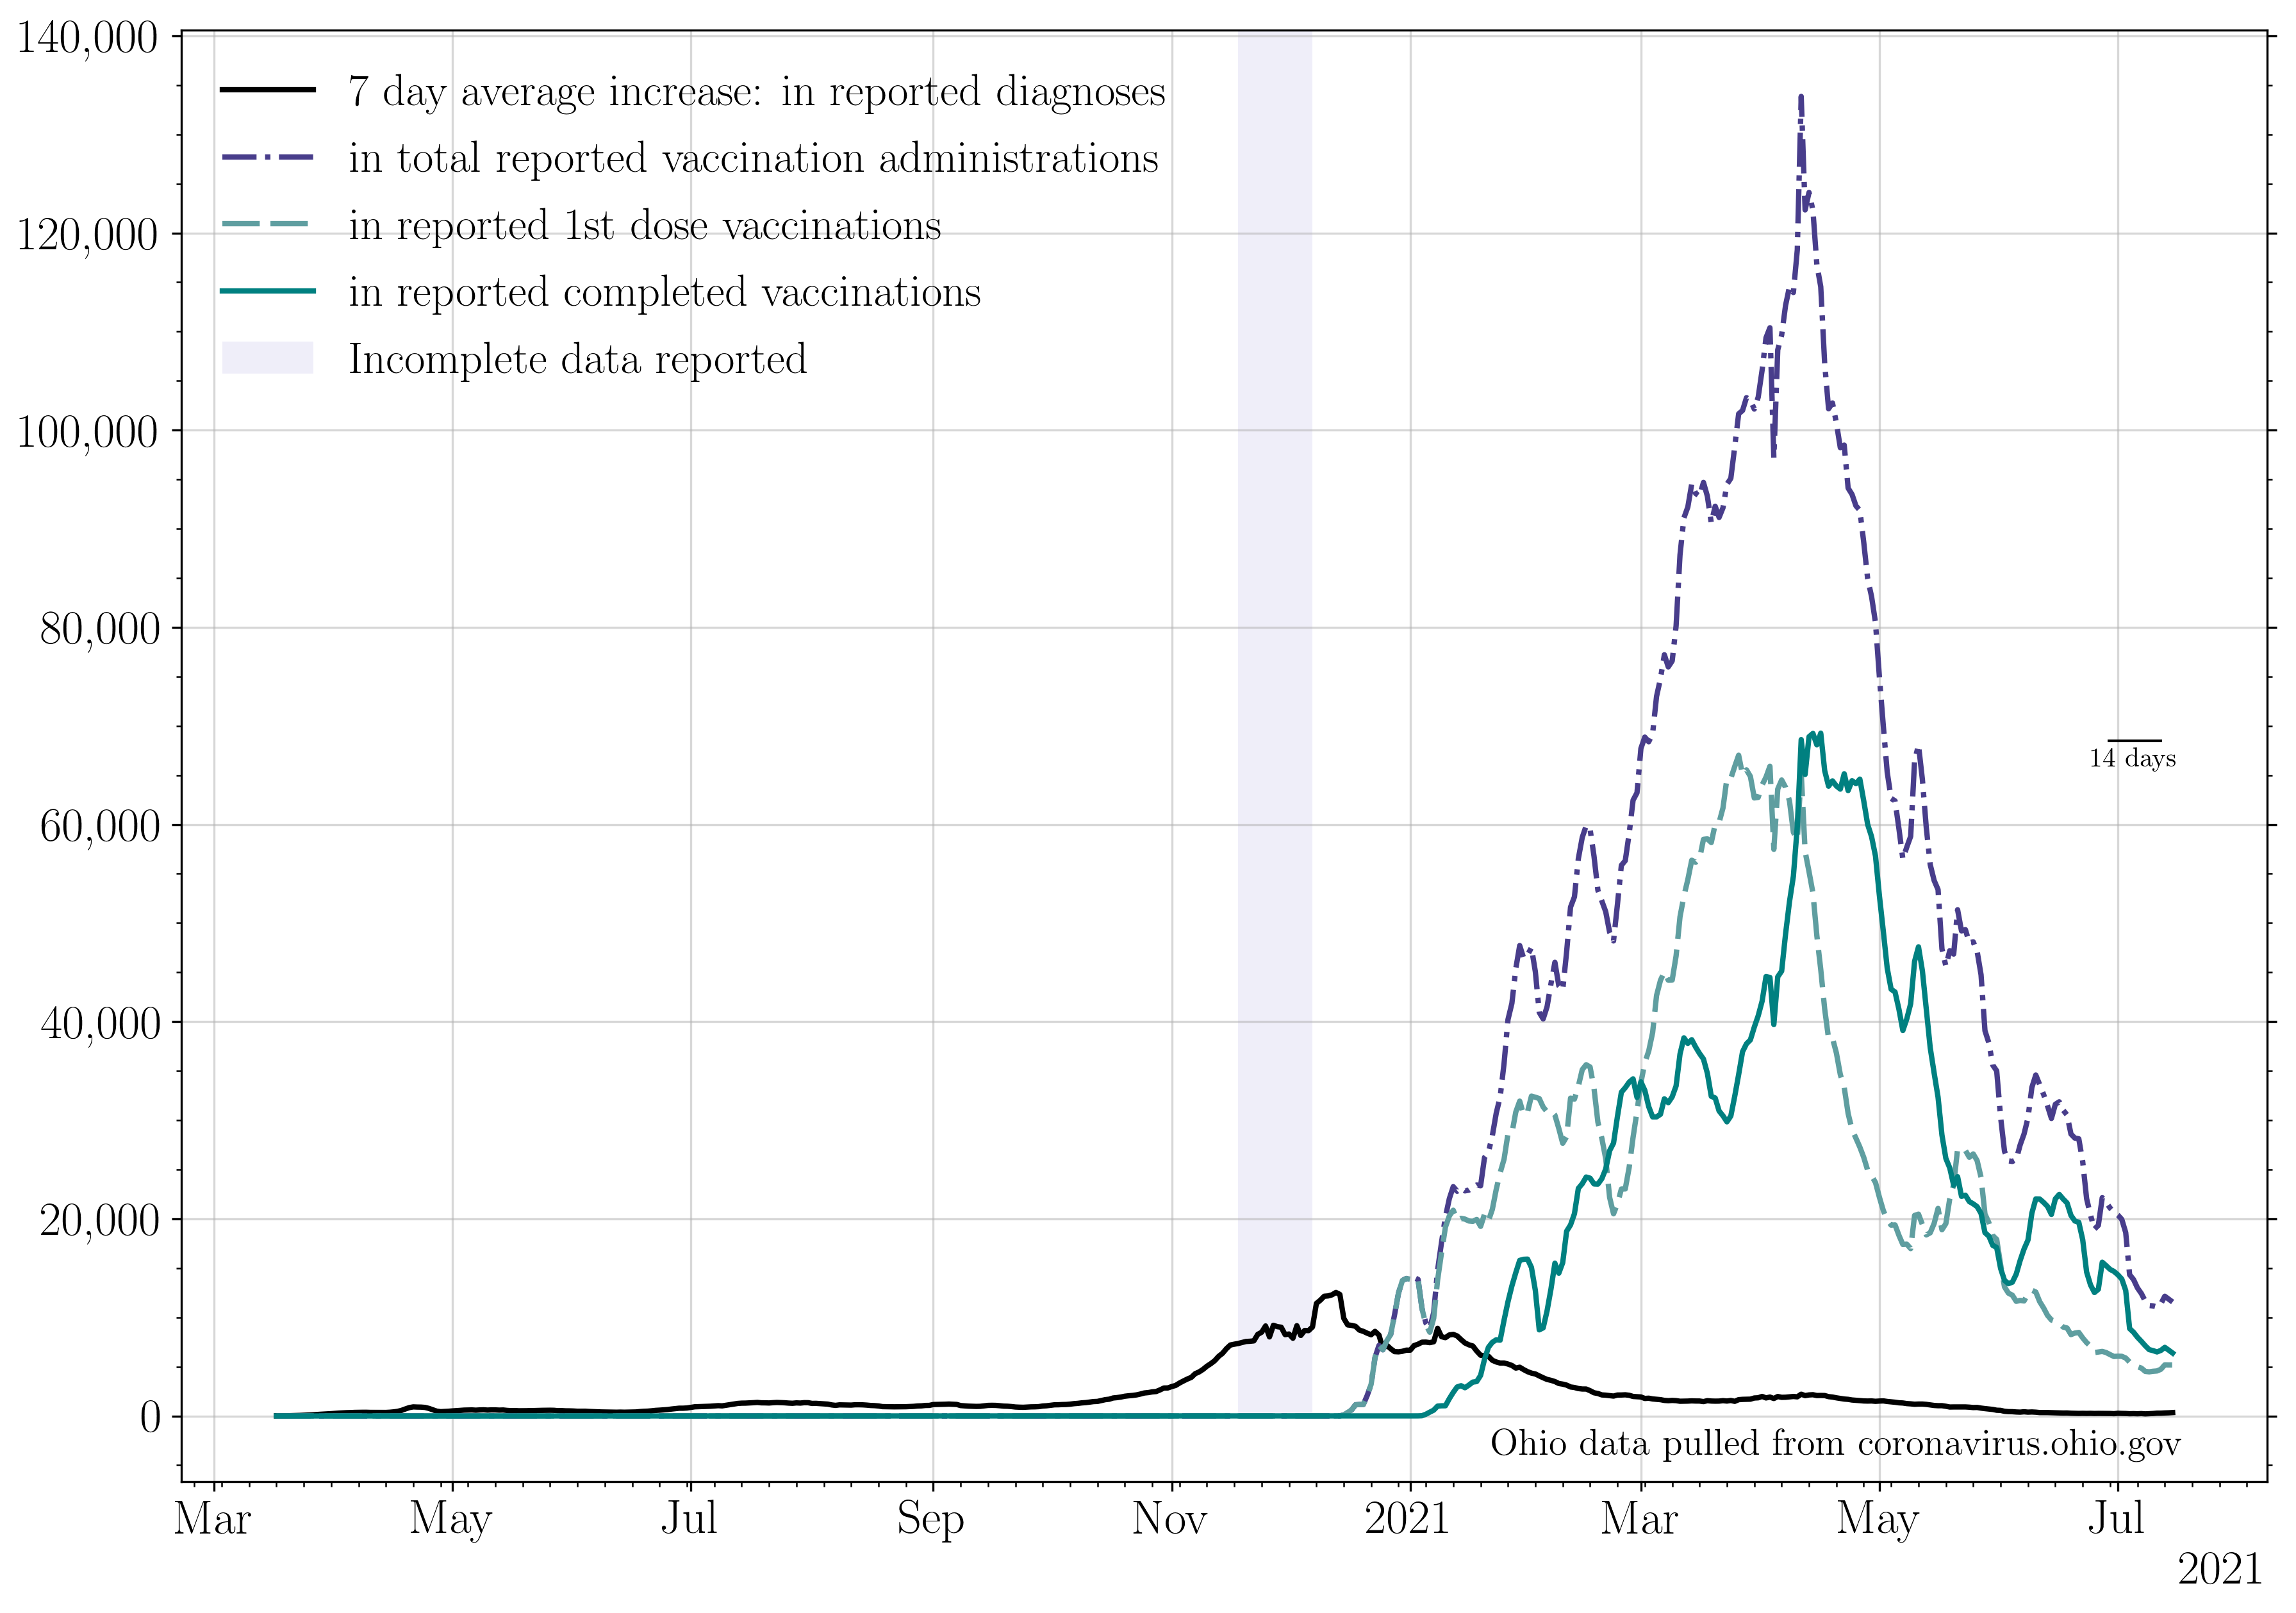 140,000
120,000
100,000
80,000
60,000
40,000
20,000
0
7 day average increase: in reported diagnoses
in total reported vaccination administrations
in reported 1st dose vaccinations
in reported completed vaccinations
Incomplete data reported
14 days
Ohio data pulled from coronavirus.ohio.gov
Mar May Jul Sep Nov 2021 Mar May Jul
2021